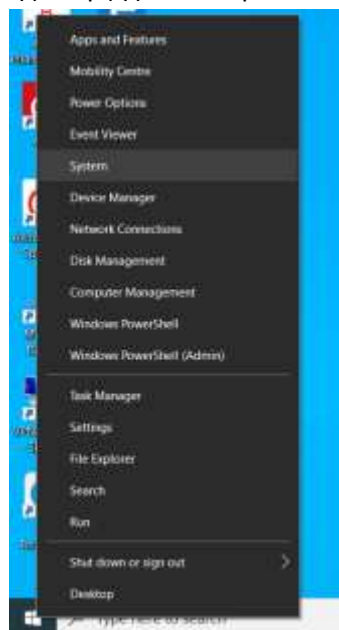 Apps and Features
Mobility Centre
Power Options
Event Viewer
System
Device Manager
Network Connections
Disk Management
Computer Management
Windows PowerShell
Windows PowerShell (Admin)
Task Manager
Settings
File Explorer
Search
Run
Shut down or sign out
Desktop
Type here to search